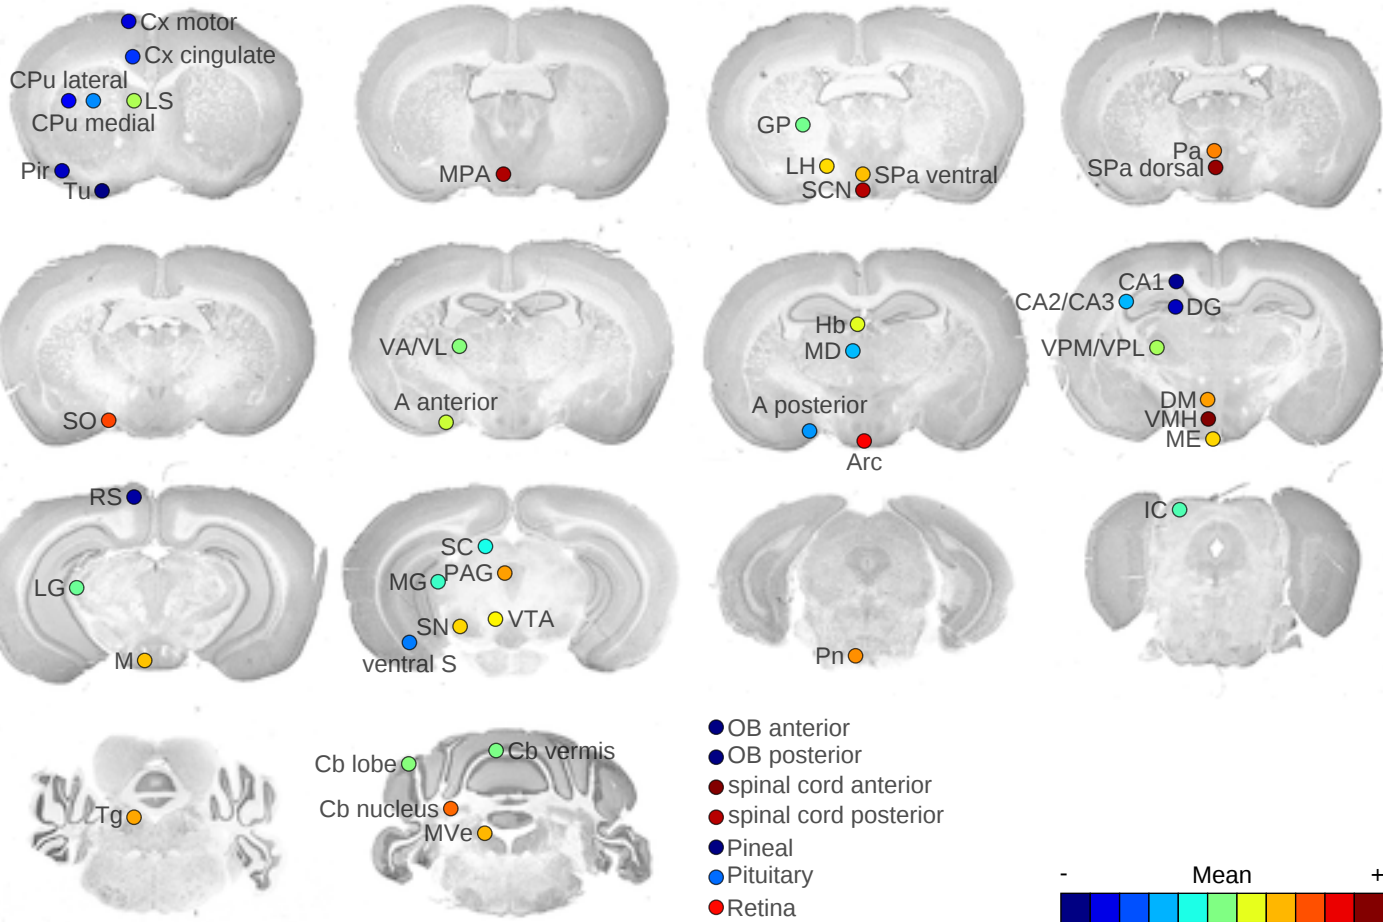 Cx motor
Cx cingulate
CPu lateral
LS
CPu medial
Pir
Tu
MPA
GP
LH
SPa ventral
SCN
Pa
SPa dorsal
SO
VA/VL
A anterior
Hb
MD
A posterior
Arc
CA1
CA2/CA3
DG
VPM/VPL
DM
VMH
ME
RS
LG
M
SC
MG
PAG
SN
VTA
ventral S
Pn
IC
Tg
Cb lobe
Cb vermis
Cb nucleus
MVe
OB anterior
OB posterior
spinal cord anterior
spinal cord posterior
Pineal
Pituitary
Retina
- Mean +